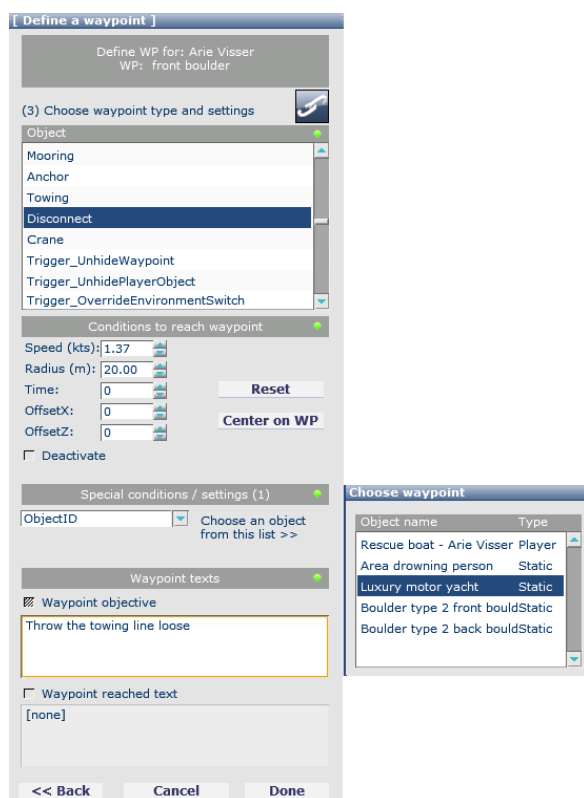 [ Define a waypoint ]
Define WP for: Arie Visser
WP: front boulder
(3) Choose waypoint type and settings
Object
Mooring
Anchor
Towing
Disconnect
Crane
Trigger_UnhideWaypoint
Trigger_UnhidePlayerObject
Trigger_OverrideEnvironmentSwitch
Conditions to reach waypoint
Speed (kts): 1.37
Radius (m): 20.00
Time: 0 Reset
OffsetX: 0
Center on WP
OffsetZ: 0
Deactivate
Special conditions / settings (1)
ObjectID Choose an object
from this list >>
Waypoint texts
Waypoint objective
Throw the towing line loose
Waypoint reached text
[none]
<< Back Cancel Done
Choose waypoint
Object name Type
Rescue boat - Arie Visser Player
Area drowning person Static
Luxury motor yacht Static
Boulder type 2 front bouldStatic
Boulder type 2 back bouldStatic